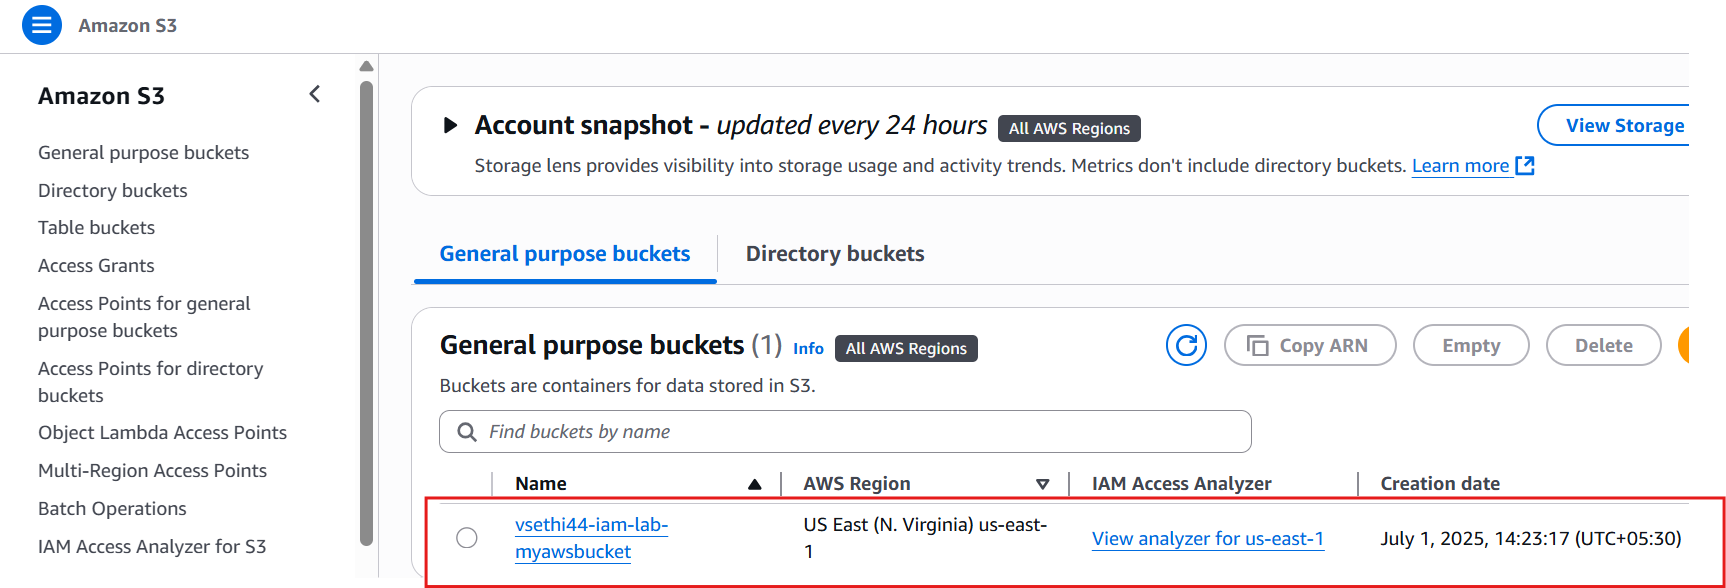 Amazon S3
Amazon S3
General purpose buckets
Directory buckets
Table buckets
Access Grants
Access Points for general
purpose buckets
Access Points for directory
buckets
Object Lambda Access Points
Multi-Region Access Points
Batch Operations
IAM Access Analyzer for S3
Account snapshot - updated every 24 hours All AWS Regions
View Storage
Storage lens provides visibility into storage usage and activity trends. Metrics don't include directory buckets. Learn more
General purpose buckets Directory buckets
General purpose buckets (1) Info All AWS Regions
Copy ARN Empty Delete
Buckets are containers for data stored in S3.
Find buckets by name
Name AWS Region IAM Access Analyzer Creation date
vsethi44-iam-lab-
myawsbucket
US East (N. Virginia) us-east-
1
View analyzer for us-east-1
July 1, 2025, 14:23:17 (UTC+05:30)